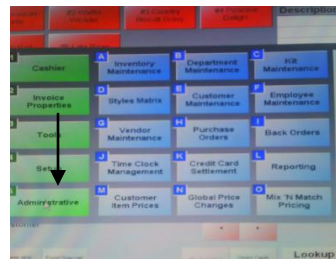 Description
Cashier
A Inventory Maintenance
B Department Maintenance
C Kit Maintenance
Invoice Properties
D Styles Matrix
E Customer Maintenance
F Employee Maintenance
G Vendor Maintenance
H Purchase Orders
I Back Orders
J Time Clock Management
K Credit Card Settlement
L Reporting
Administrative
M Customer Item Prices
N Global Price Changes
O Mix 'N Match Pricing
Lookup